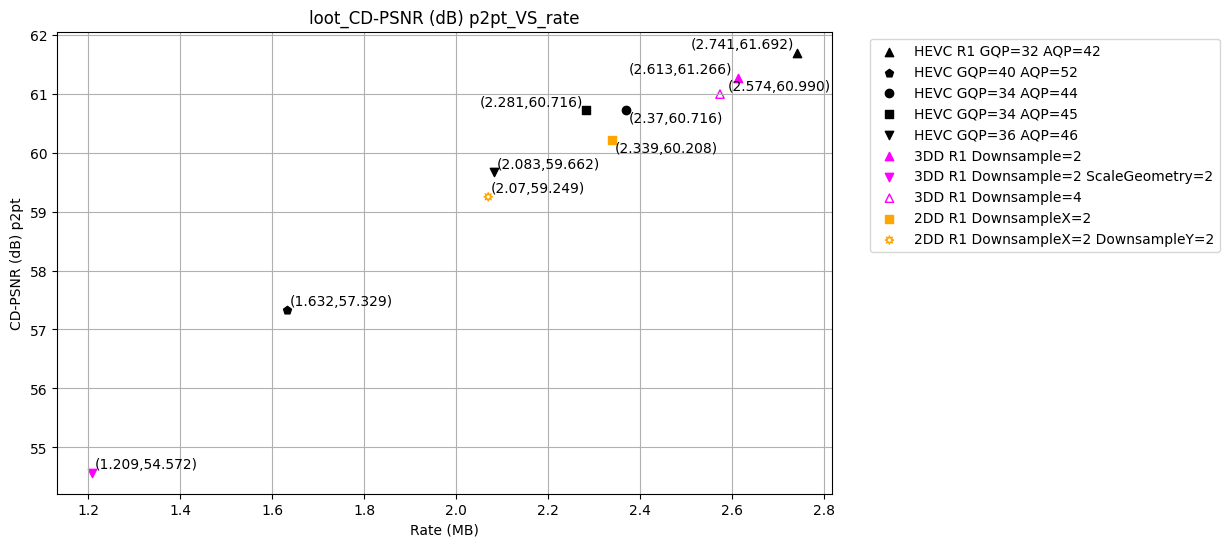 loot_CD-PSNR (dB) p2pt_VS_rate
62
61
60
59
58
57
56
55
CD-PSNR (dB) p2pt
(2.741,61.692)
(2.613,61.266)
(2.574,60.990)
(2.281,60.716)
(2.37,60.716)
(2.339,60.208)
(2.083,59.662)
(2.07,59.249)
(1.632,57.329)
(1.209,54.572)
1.2
1.4
1.6
1.8
2.0
2.2
2.4
2.6
2.8
Rate (MB)
HEVC R1 GQP=32 AQP=42
HEVC GQP=40 AQP=52
HEVC GQP=34 AQP=44
HEVC GQP=34 AQP=45
HEVC GQP=36 AQP=46
3DD R1 Downsample=2
3DD R1 Downsample=2 ScaleGeometry=2
3DD R1 Downsample=4
2DD R1 DownsampleX=2
2DD R1 DownsampleX=2 DownsampleY=2